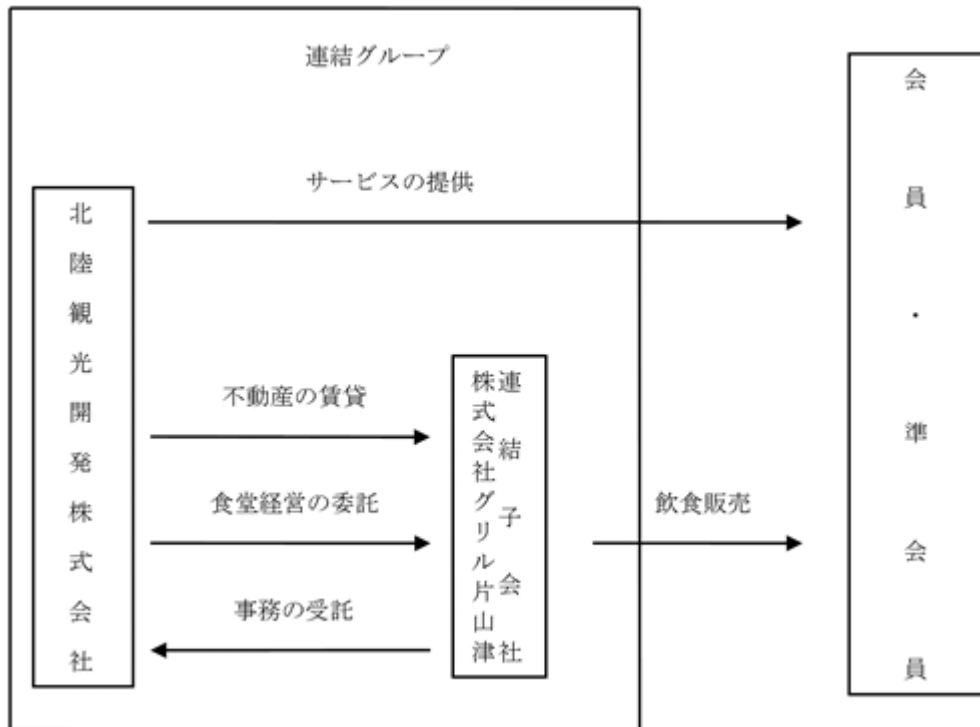 連結グループ
サービスの提供
北陸観光開発株式会社
不動産の賃貸
食堂経営の委託
事務の受託
連結子会社
株式会社グリル片山津
飲食販売
会員・準会員